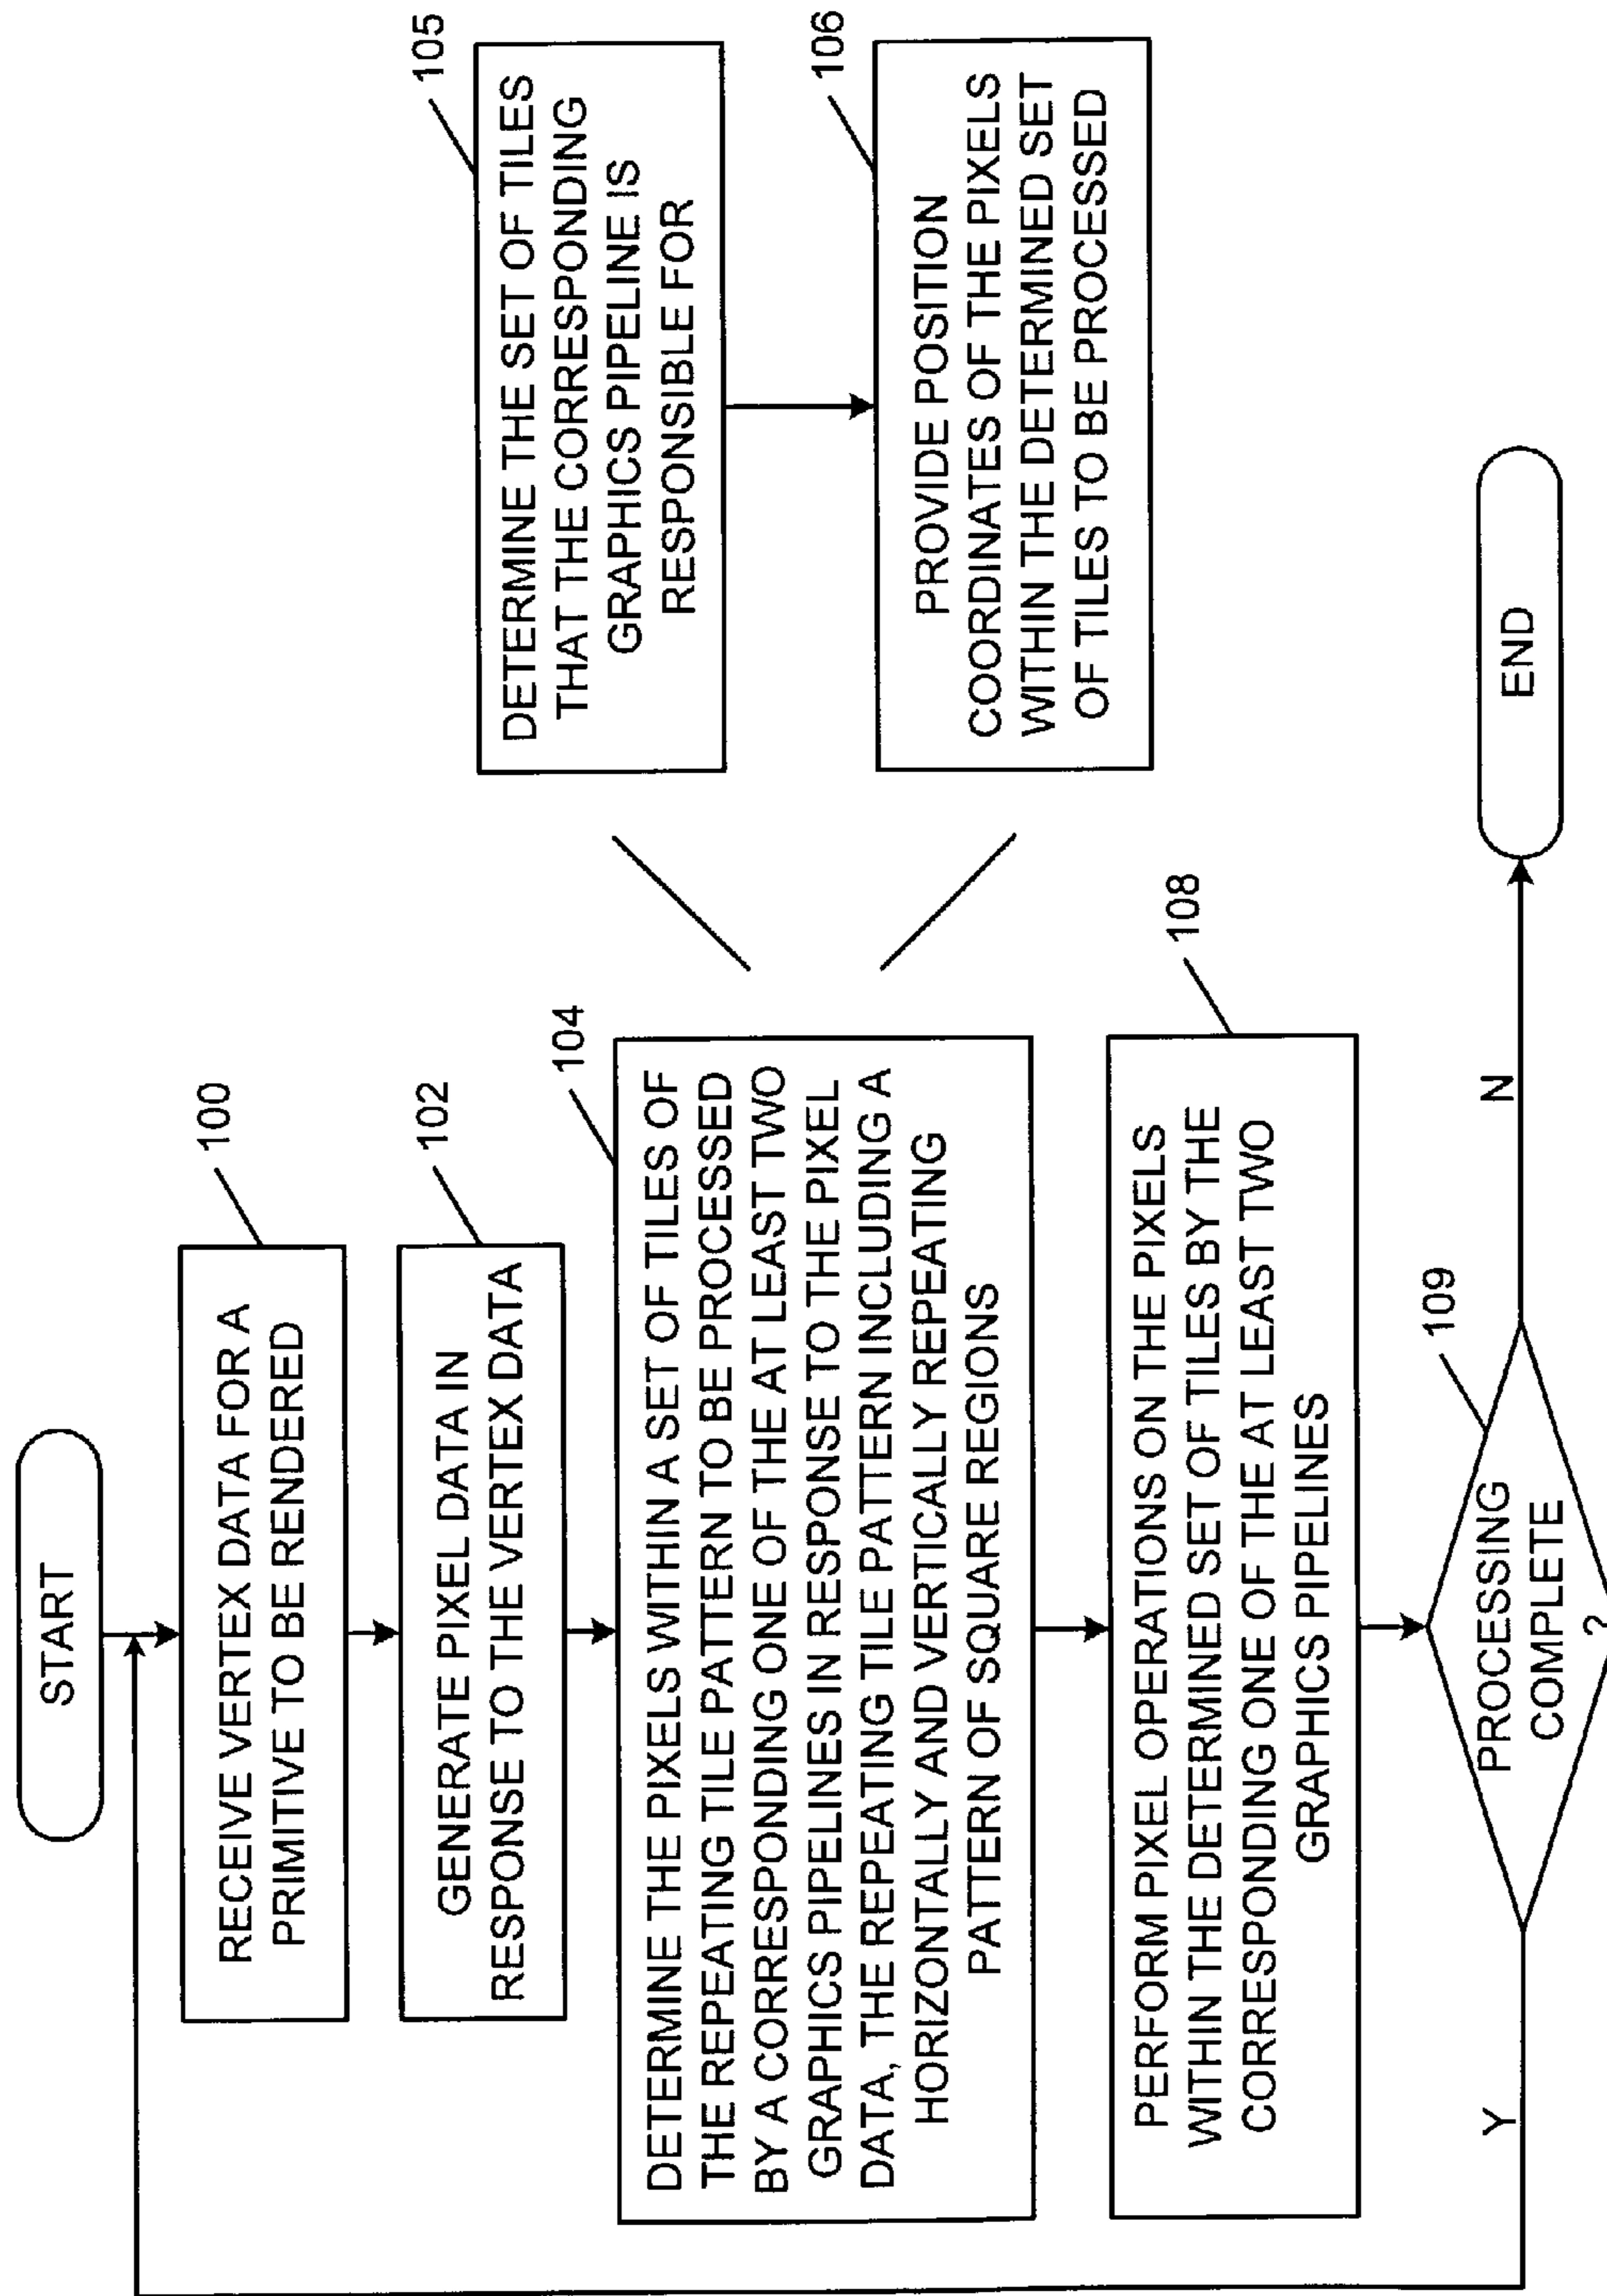 START
100
RECEIVE VERTEX DATA FOR A
PRIMITIVE TO BE RENDERED
102
GENERATE PIXEL DATA IN
RESPONSE TO THE VERTEX DATA
104
DETERMINE THE PIXELS WITHIN A SET OF TILES OF
THE REPEATING TILE PATTERN TO BE PROCESSED
BY A CORRESPONDING ONE OF THE AT LEAST TWO
GRAPHICS PIPELINES IN RESPONSE TO THE PIXEL
DATA, THE REPEATING TILE PATTERN INCLUDING A
HORIZONTALLY AND VERTICALLY REPEATING
PATTERN OF SQUARE REGIONS
105
DETERMINE THE SET OF TILES
THAT THE CORRESPONDING
GRAPHICS PIPELINE IS
RESPONSIBLE FOR
106
PROVIDE POSITION
COORDINATES OF THE PIXELS
WITHIN THE DETERMINED SET
OF TILES TO BE PROCESSED
108
PERFORM PIXEL OPERATIONS ON THE PIXELS
WITHIN THE DETERMINED SET OF TILES BY THE
CORRESPONDING ONE OF THE AT LEAST TWO
GRAPHICS PIPELINES
109
PROCESSING
COMPLETE
?
Y
N
END